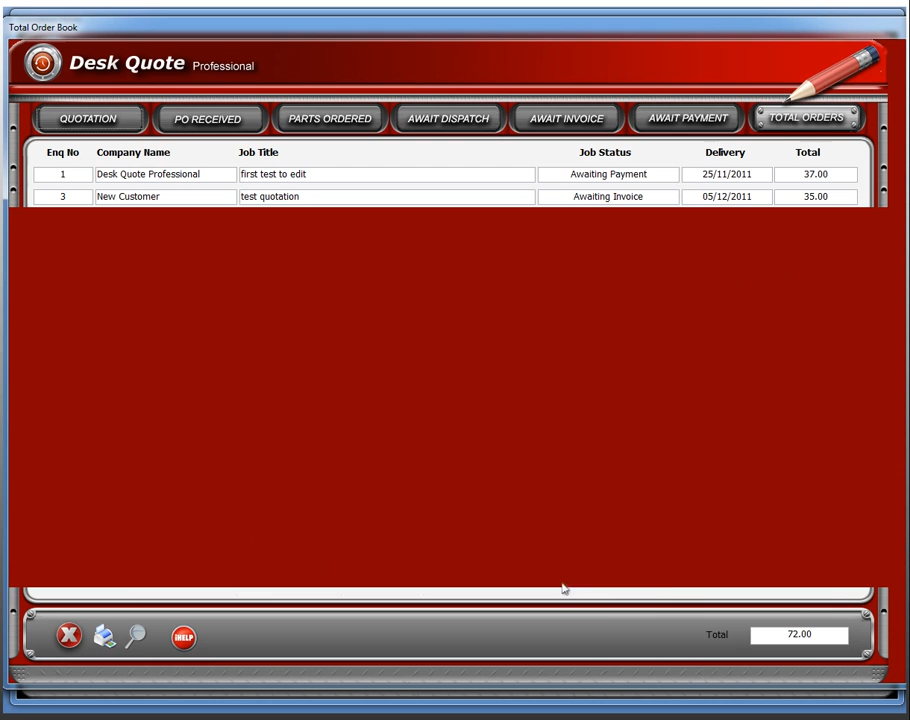 Total Order Book
Desk Quote Professional
QUOTATION PO RECEIVED PARTS ORDERED AWAIT DISPATCH AWAIT INVOICE AWAIT PAYMENT TOTAL ORDERS
Enq No Company Name Job Title Job Status Delivery Total
1 Desk Quote Professional first test to edit Awaiting Payment 25/11/2011 37.00
3 New Customer test quotation Awaiting Invoice 05/12/2011 35.00
iHELP Total 72.00